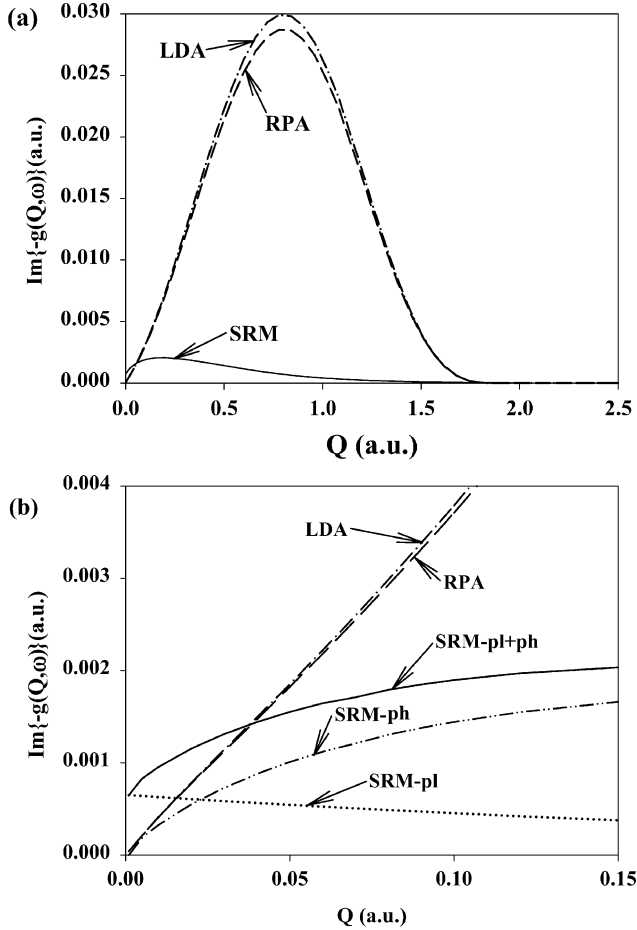 (a)
Im{-g(Q,ω)}(a.u.)
0.030
0.025
0.020
0.015
0.010
0.005
0.000
LDA
RPA
SRM
0.0 0.5 1.0 1.5 2.0 2.5
Q (a.u.)
(b)
Im{-g(Q,ω)}(a.u.)
0.004
0.003
0.002
0.001
0.000
LDA
RPA
SRM-pl+ph
SRM-ph
SRM-pl
0.00 0.05 0.10 0.15
Q (a.u.)